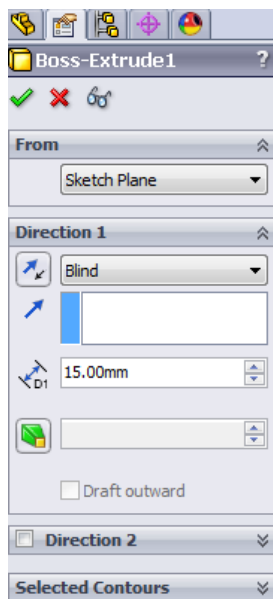 Boss-Extrude1 ?
From
Sketch Plane
Direction 1
Blind
D1 15.00mm
Draft outward
Direction 2
Selected Contours